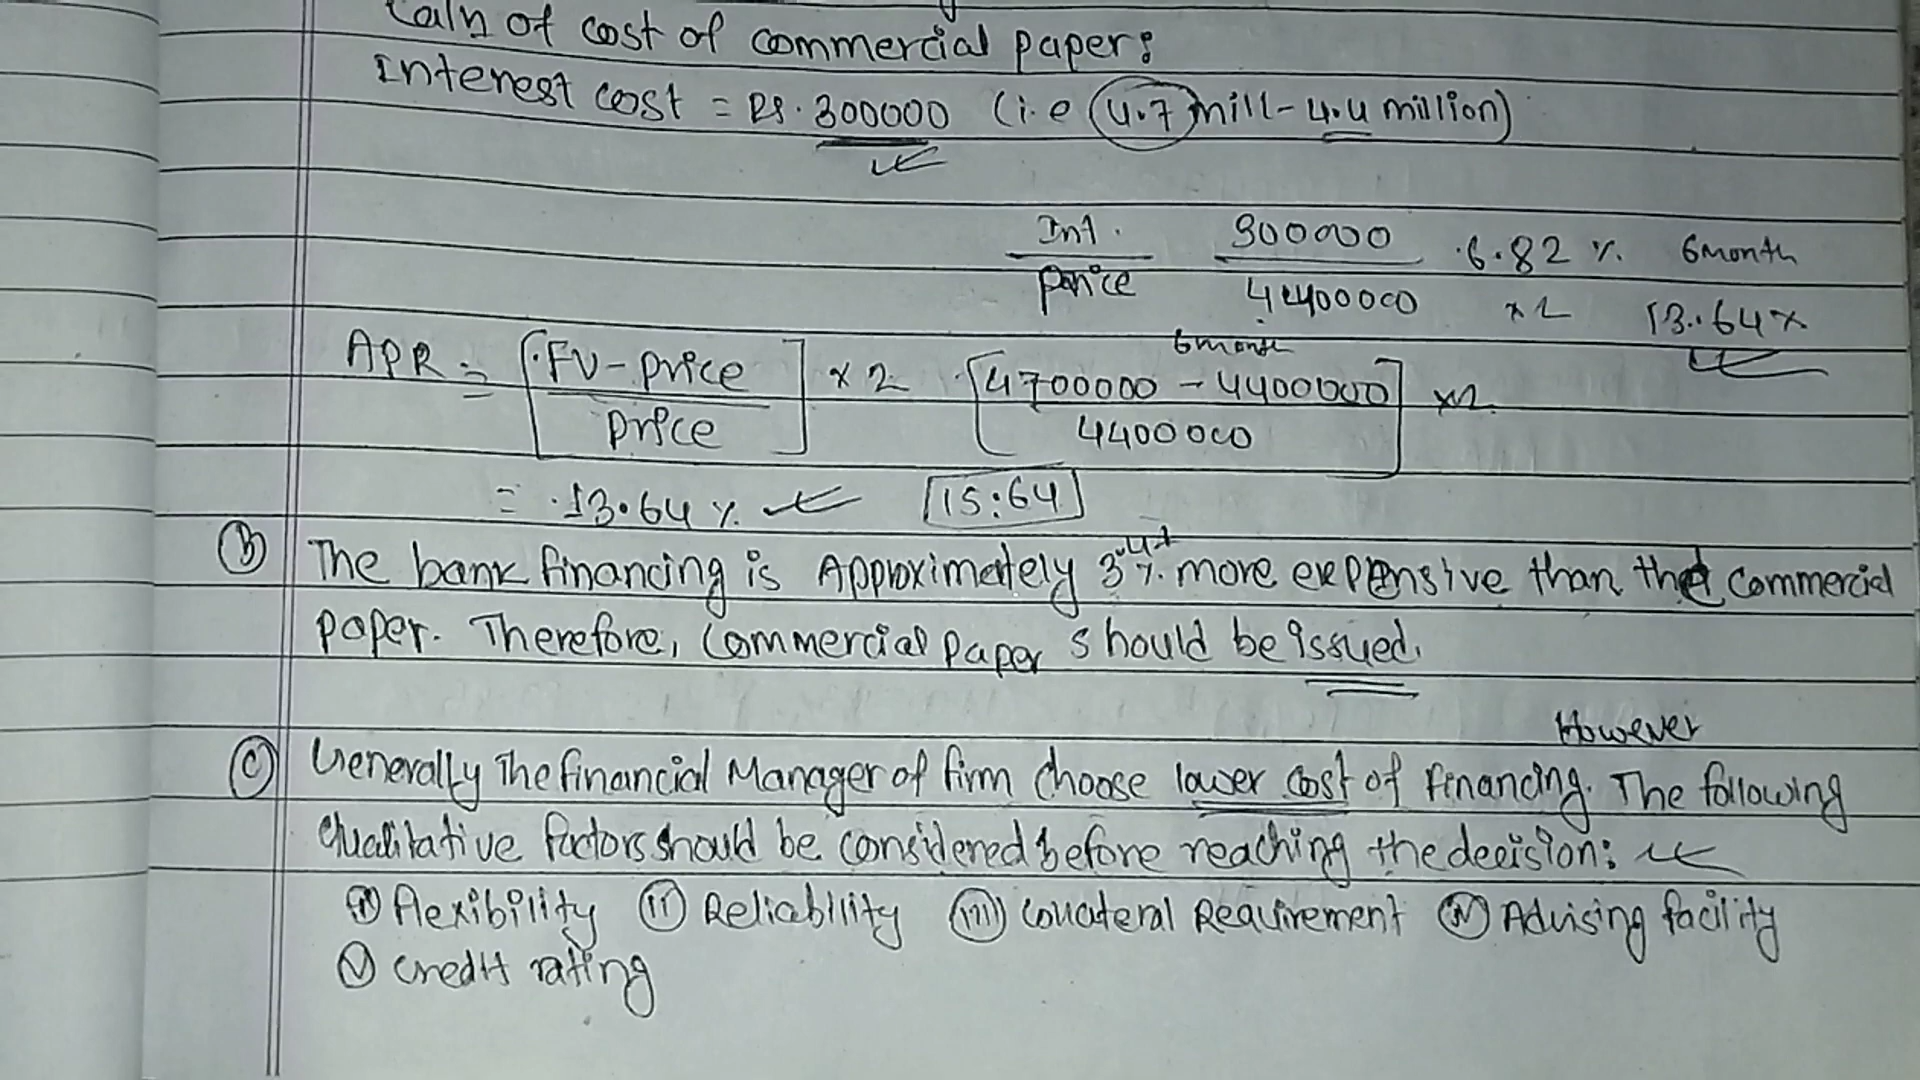 Caln of cost of commercial paper:
Interest cost = Rs. 300000 (i.e 4.7 mill - 4.4 million)
Int. 300000 6.82 % 6month
price 4400000 x2 13.64%
6month
APR = [FV - price / price] x 2 [4700000 - 4400000 / 4400000] x2
= 13.64 % [15:64]
(b) The bank financing is Approximately 3% more expensive than the commercial
paper. Therefore, Commercial paper should be issued.
However
(c) Generally The financial Manager of firm choose lower cost of financing. The following
qualitative factors should be considered before reaching the decision:
(i) flexibility (ii) Reliability (iii) Collateral Requirement (iv) Advising facility
(v) credit rating